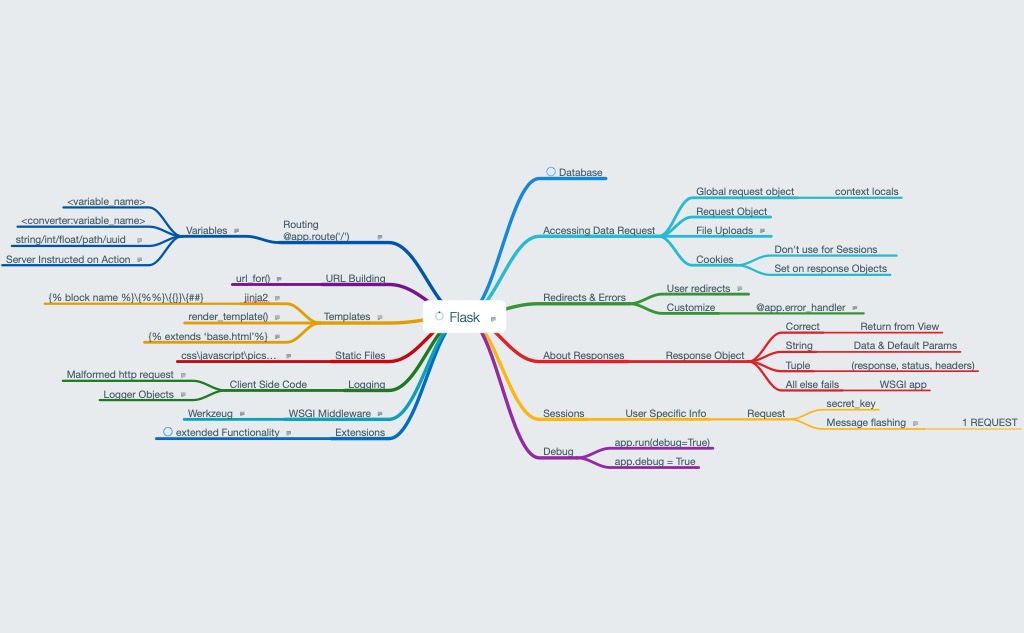 Flask
Database
Accessing Data Request
Global request object
context locals
Request Object
File Uploads
Cookies
Don't use for Sessions
Set on response Objects
Redirects & Errors
User redirects
Customize
@app.error_handler
About Responses
Response Object
Correct
Return from View
String
Data & Default Params
Tuple
(response, status, headers)
All else fails
WSGI app
Sessions
User Specific Info
Request
secret_key
Message flashing
1 REQUEST
Debug
app.run(debug=True)
app.debug = True
Routing
@app.route('/')
Variables
<variable_name>
<converter:variable_name>
string/int/float/path/uuid
Server Instructed on Action
URL Building
url_for()
Templates
jinja2
{% block name %}\{%%}\{{}}\{##}
render_template()
{% extends 'base.html'%}
Static Files
css\javascript\pics...
Logging
Client Side Code
Malformed http request
Logger Objects
WSGI Middleware
Werkzeug
Extensions
extended Functionality